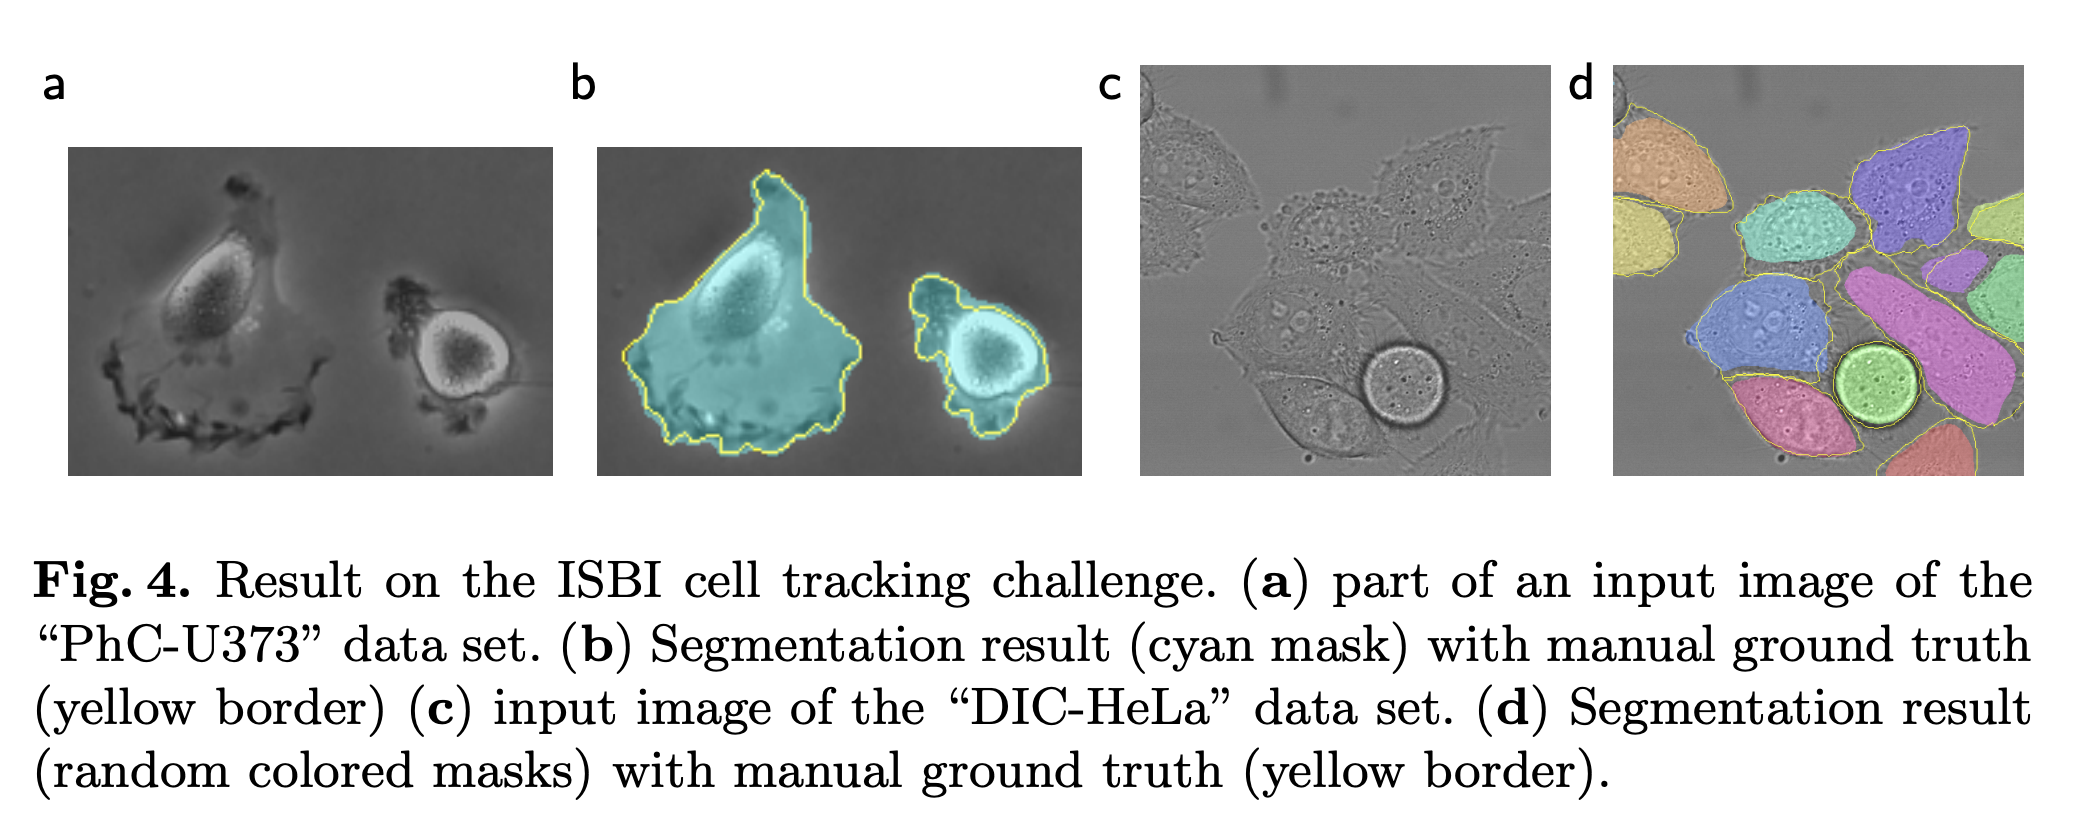 a
b
c
d
Fig. 4. Result on the ISBI cell tracking challenge. (a) part of an input image of the
“PhC-U373” data set. (b) Segmentation result (cyan mask) with manual ground truth
(yellow border) (c) input image of the “DIC-HeLa” data set. (d) Segmentation result
(random colored masks) with manual ground truth (yellow border).